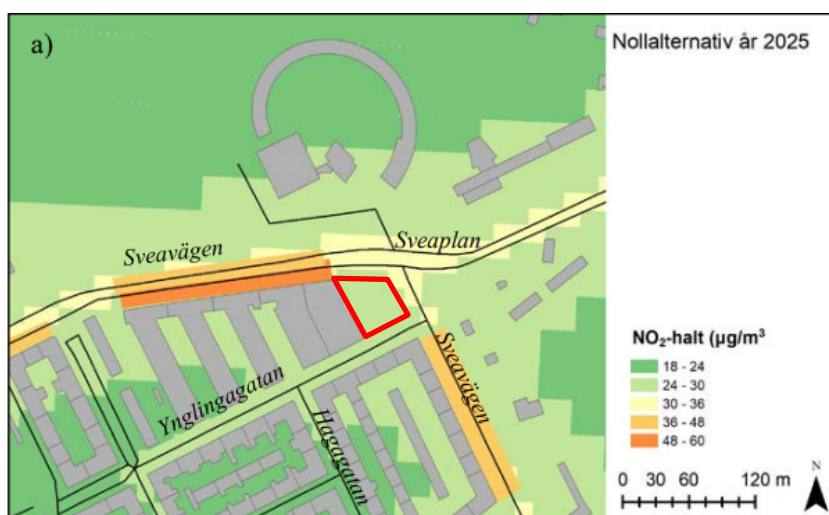 a)
Nollalternativ år 2025
Sveavägen
Sveaplan
Sveavägen
Ynglingagatan
Hagagatan
NO₂-halt (µg/m³
18 - 24
24 - 30
30 - 36
36 - 48
48 - 60
N
0 30 60 120 m